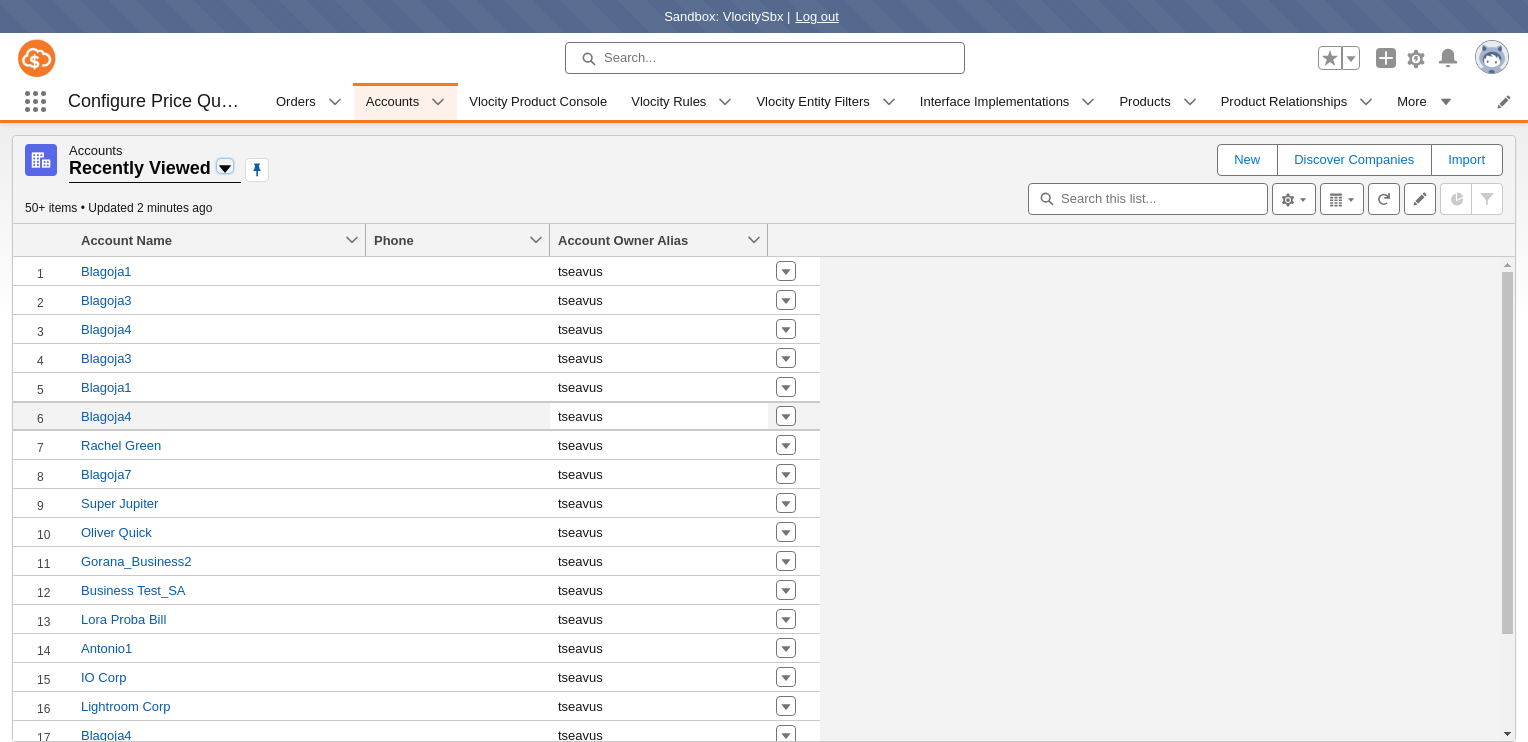 Sandbox: VlocitySbx | Log out
Search...
Configure Price Qu…
Orders
Accounts
Vlocity Product Console
Vlocity Rules
Vlocity Entity Filters
Interface Implementations
Products
Product Relationships
More
Accounts
Recently Viewed
New
Discover Companies
Import
50+ items • Updated 2 minutes ago
Search this list...
Account Name Phone Account Owner Alias
1 Blagoja1 tseavus
2 Blagoja3 tseavus
3 Blagoja4 tseavus
4 Blagoja3 tseavus
5 Blagoja1 tseavus
6 Blagoja4 tseavus
7 Rachel Green tseavus
8 Blagoja7 tseavus
9 Super Jupiter tseavus
10 Oliver Quick tseavus
11 Gorana_Business2 tseavus
12 Business Test_SA tseavus
13 Lora Proba Bill tseavus
14 Antonio1 tseavus
15 IO Corp tseavus
16 Lightroom Corp tseavus
17 Blagoja4 tseavus